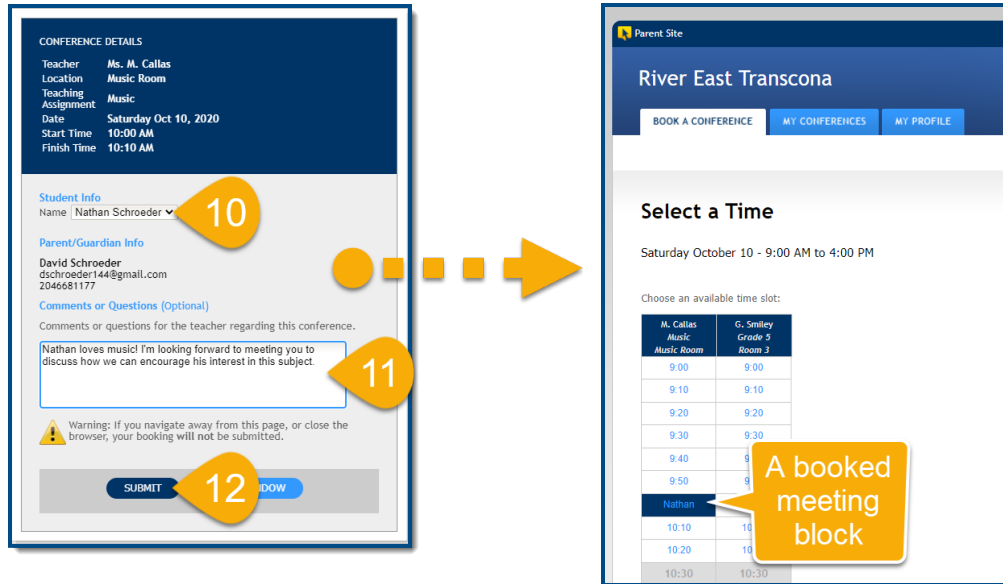 CONFERENCE DETAILS
Teacher Ms. M. Callas
Location Music Room
Teaching Assignment Music
Date Saturday Oct 10, 2020
Start Time 10:00 AM
Finish Time 10:10 AM
Student Info
Name Nathan Schroeder
10
Parent/Guardian Info
David Schroeder
dschroeder144@gmail.com
2046681177
Comments or Questions (Optional)
Comments or questions for the teacher regarding this conference.
Nathan loves music! I'm looking forward to meeting you to
discuss how we can encourage his interest in this subject.
11
Warning: If you navigate away from this page, or close the
browser, your booking will not be submitted.
SUBMIT
12
Parent Site
River East Transcona
BOOK A CONFERENCE MY CONFERENCES MY PROFILE
Select a Time
Saturday October 10 - 9:00 AM to 4:00 PM
Choose an available time slot:
M. Callas G. Smiley
Music Grade 5
Music Room Room 3
9:00 9:00
9:10 9:10
9:20 9:20
9:30 9:30
9:40
9:50
Nathan
10:10
10:20
10:30 10:30
A booked
meeting
block